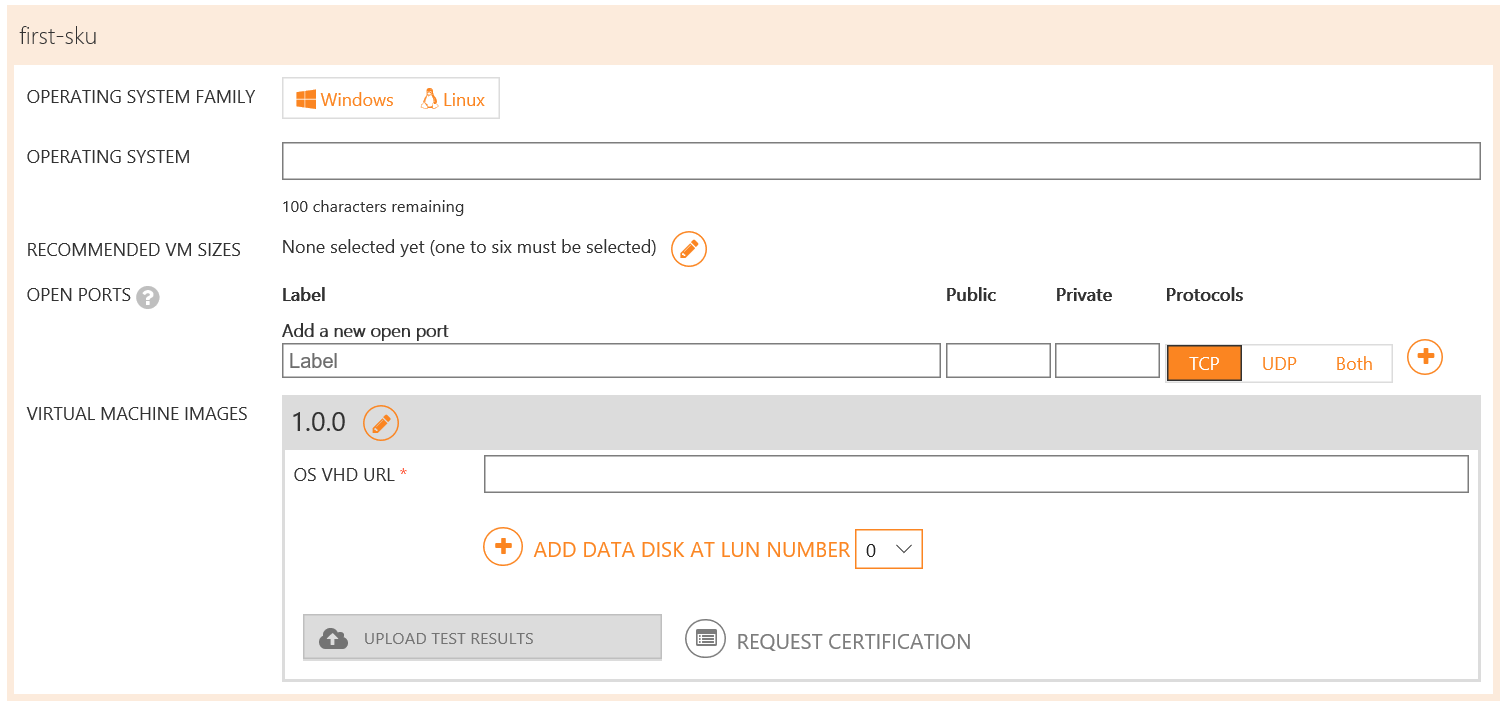 first-sku
OPERATING SYSTEM FAMILY Windows Linux
OPERATING SYSTEM
100 characters remaining
RECOMMENDED VM SIZES None selected yet (one to six must be selected)
OPEN PORTS ? Label Public Private Protocols
Add a new open port
Label TCP UDP Both
VIRTUAL MACHINE IMAGES 1.0.0
OS VHD URL *
ADD DATA DISK AT LUN NUMBER 0
UPLOAD TEST RESULTS REQUEST CERTIFICATION